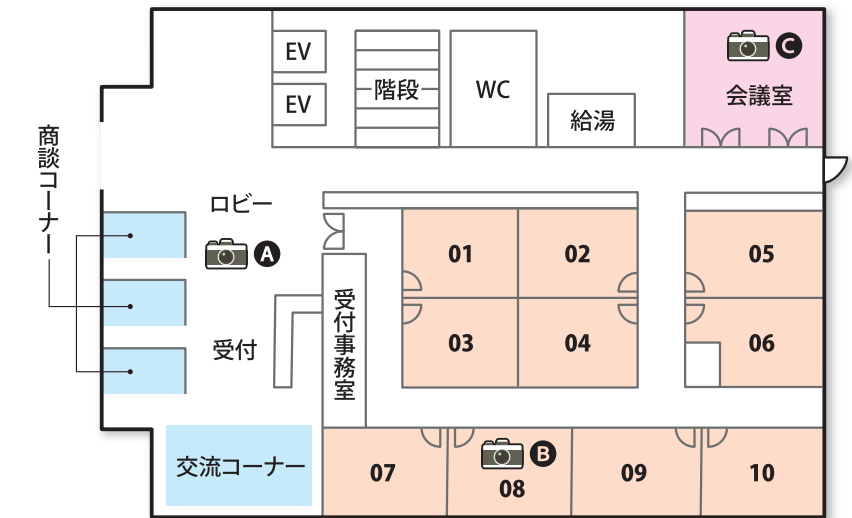 EV
EV
階段
WC
給湯
C
会議室
商談コーナー
ロビー
A
受付
受付事務室
01
02
03
04
05
06
交流コーナー
07
B
08
09
10